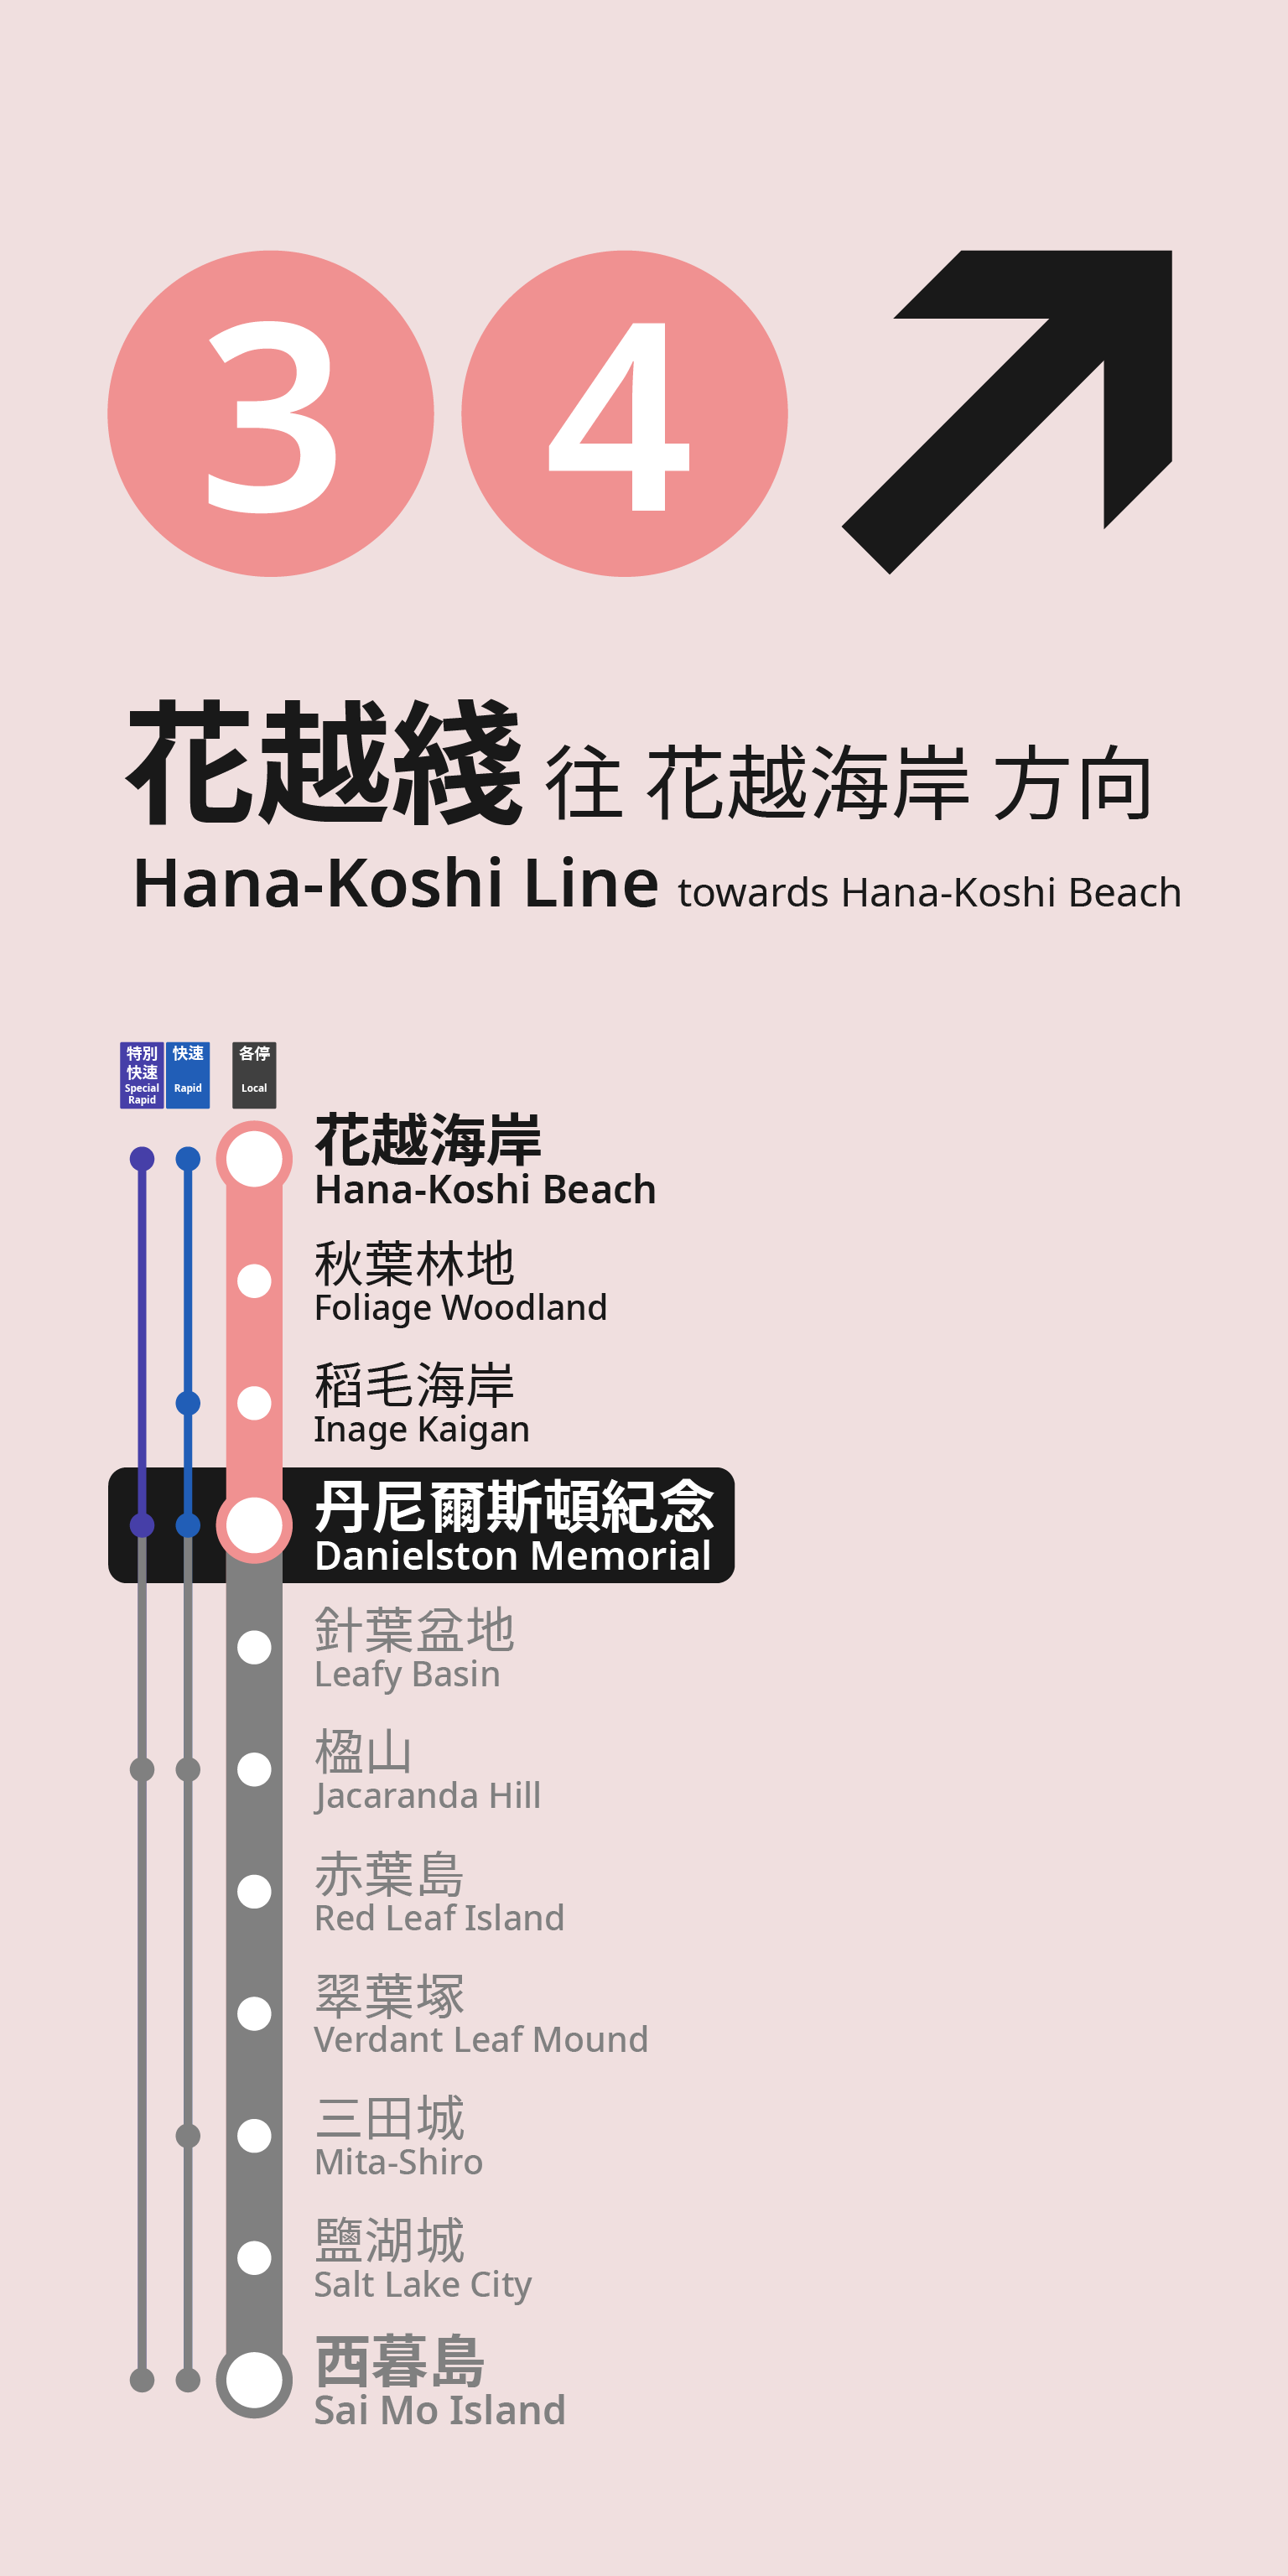 3 4
花越綫 往 花越海岸 方向
Hana-Koshi Line towards Hana-Koshi Beach
特別
快速
Special
Rapid
快速
Rapid
各停
Local
花越海岸
Hana-Koshi Beach
秋葉林地
Foliage Woodland
稻毛海岸
Inage Kaigan
丹尼爾斯頓紀念
Danielston Memorial
針葉盆地
Leafy Basin
楹山
Jacaranda Hill
赤葉島
Red Leaf Island
翠葉塚
Verdant Leaf Mound
三田城
Mita-Shiro
鹽湖城
Salt Lake City
西暮島
Sai Mo Island